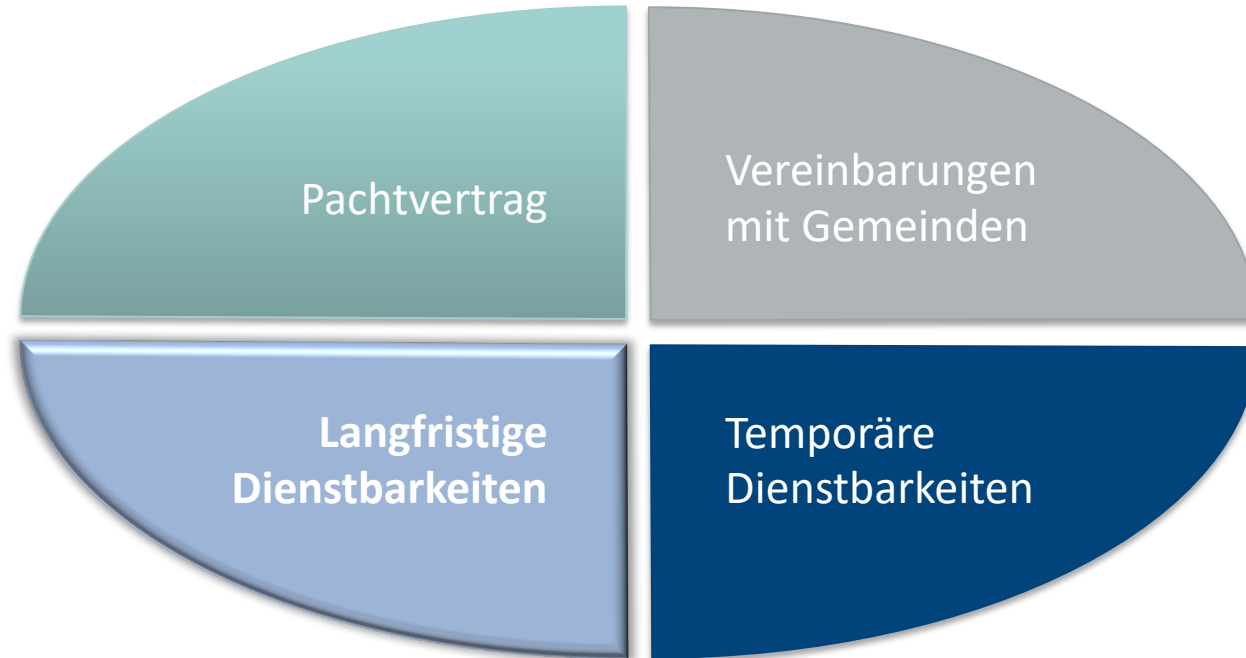 Pachtvertrag
Vereinbarungen
mit Gemeinden
Langfristige
Dienstbarkeiten
Temporäre
Dienstbarkeiten